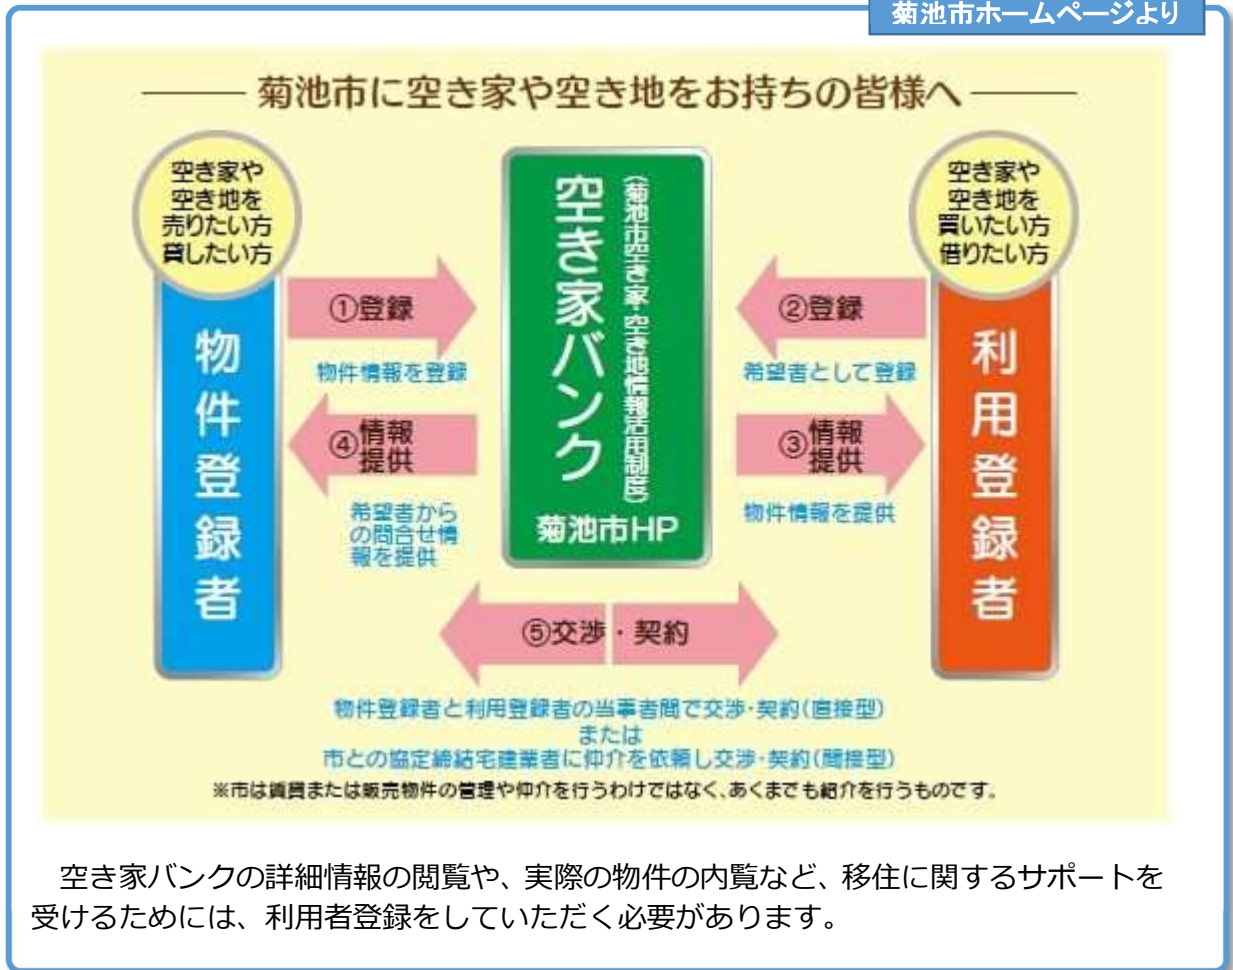 菊池市ホームページより
菊池市に空き家や空き地をお持ちの皆様へ
空き家や
空き地を
売りたい方
貸したい方
物件登録者
①登録
物件情報を登録
④情報
提供
希望者から
の問合せ情
報を提供
空き家バンク
(菊池市空き家・空き地情報活用制度)
菊池市HP
②登録
希望者として登録
③情報
提供
物件情報を提供
空き家や
空き地を
買いたい方
借りたい方
利用登録者
⑤交渉・契約
物件登録者と利用登録者の当事者間で交渉・契約(直接型)
または
市との協定締結宅建業者に仲介を依頼し交渉・契約(間接型)
※市は賃貸または販売物件の管理や仲介を行うわけではなく、あくまでも紹介を行うものです。
空き家バンクの詳細情報の閲覧や、実際の物件の内覧など、移住に関するサポートを
受けるためには、利用者登録をしていただく必要があります。